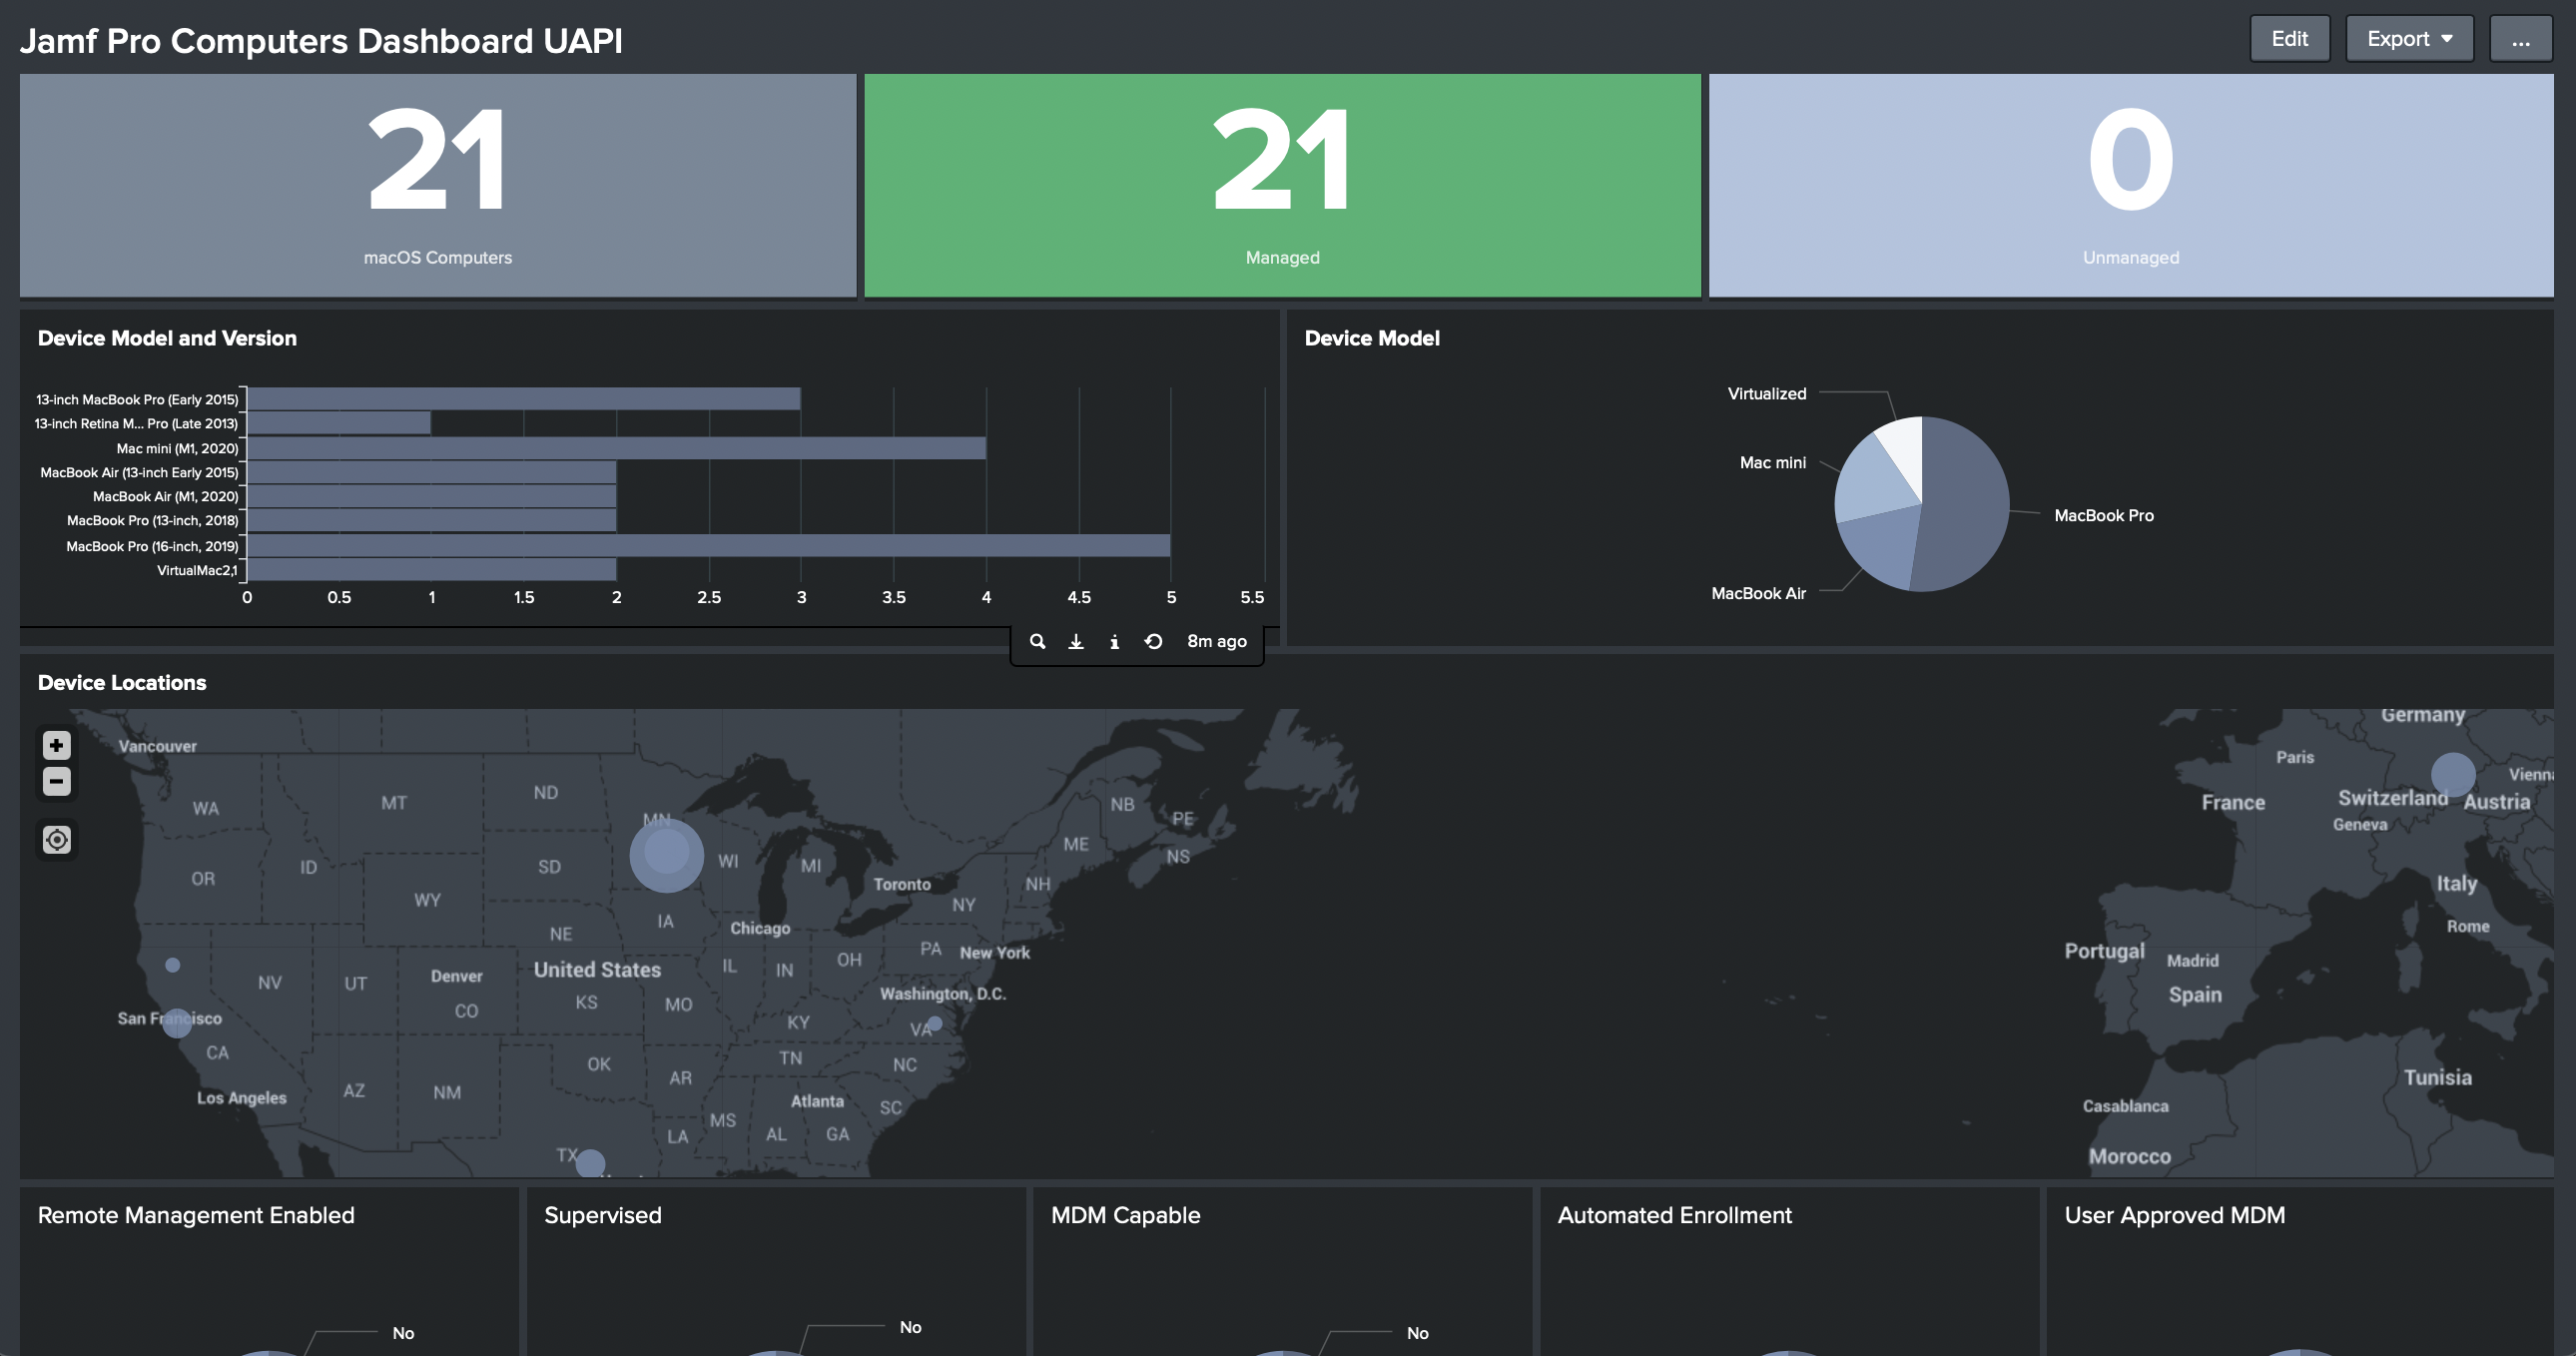 Jamf Pro Computers Dashboard UAPI
Edit
Export
...
21
macOS Computers
21
Managed
0
Unmanaged
Device Model and Version
13-inch MacBook Pro (Early 2015)
13-inch Retina M... Pro (Late 2013)
Mac mini (M1, 2020)
MacBook Air (13-inch Early 2015)
MacBook Air (M1, 2020)
MacBook Pro (13-inch, 2018)
MacBook Pro (16-inch, 2019)
VirtualMac2,1
0 0.5 1 1.5 2 2.5 3 3.5 4 4.5 5 5.5
8m ago
Device Model
Virtualized
Mac mini
MacBook Pro
MacBook Air
Device Locations
Vancouver
WA
MT
ND
MN
OR
ID
SD
WI
MI
WY
IA
NE
Chicago
Toronto
NY
NH
ME
NB
PE
NS
NV
UT
Denver
CO
United States
KS
MO
IL
IN
OH
PA
New York
Washington, D.C.
San Francisco
CA
KY
VA
Los Angeles
AZ
NM
OK
AR
TN
NC
MS
AL
Atlanta
GA
SC
LA
TX
Germany
Paris
Vienna
France
Switzerland
Austria
Geneva
Italy
Rome
Portugal
Madrid
Spain
Tunisia
Casablanca
Morocco
Remote Management Enabled
No
Supervised
No
MDM Capable
No
Automated Enrollment
User Approved MDM